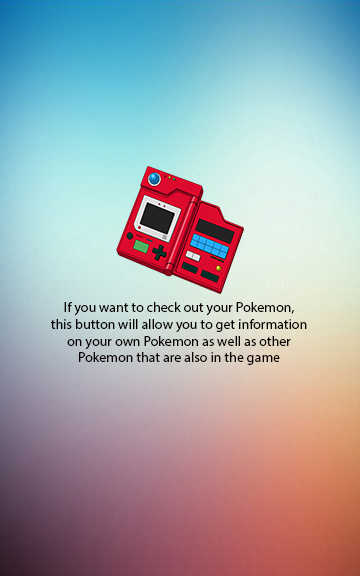 If you want to check out your Pokemon,
this button will allow you to get information
on your own Pokemon as well as other
Pokemon that are also in the game